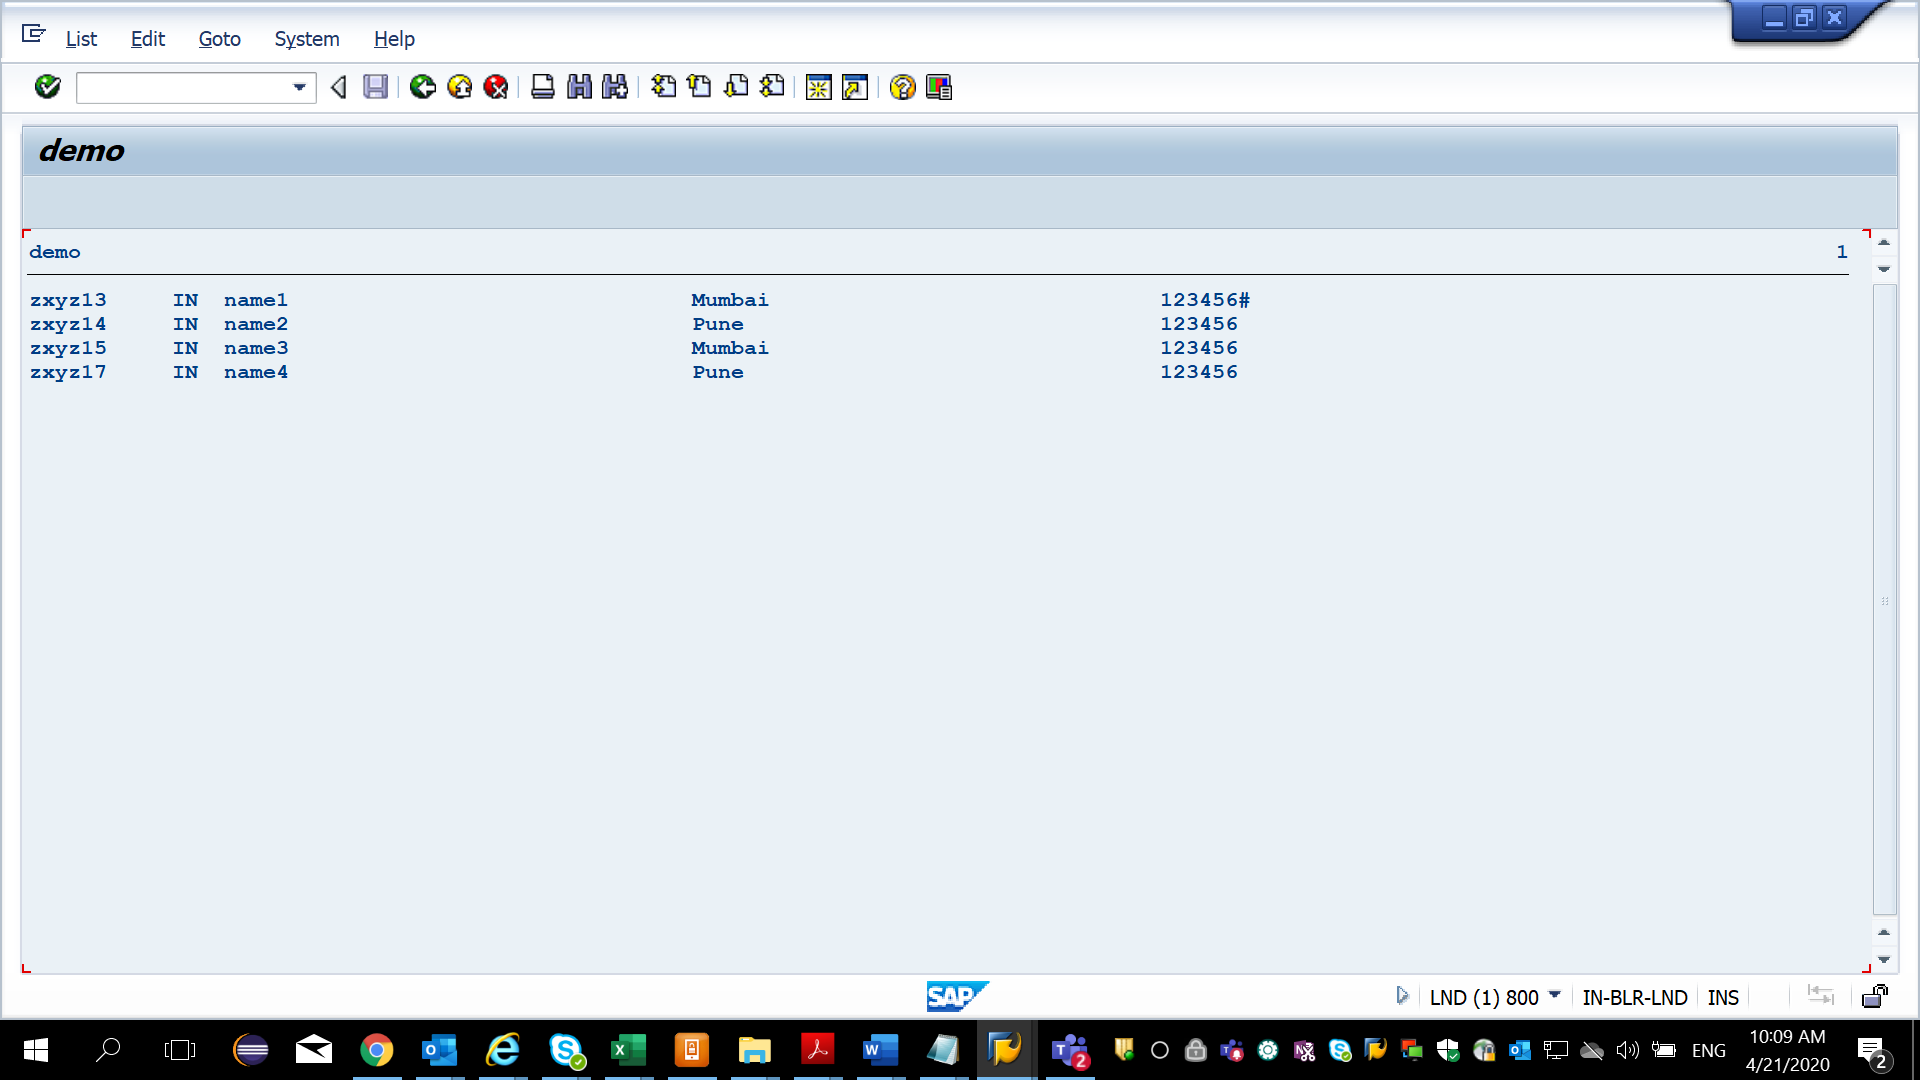 List Edit Goto System Help
demo
demo 1
zxyz13 IN name1 Mumbai 123456#
zxyz14 IN name2 Pune 123456
zxyz15 IN name3 Mumbai 123456
zxyz17 IN name4 Pune 123456
SAP LND (1) 800 IN-BLR-LND INS
2 ENG 10:09 AM 2
4/21/2020